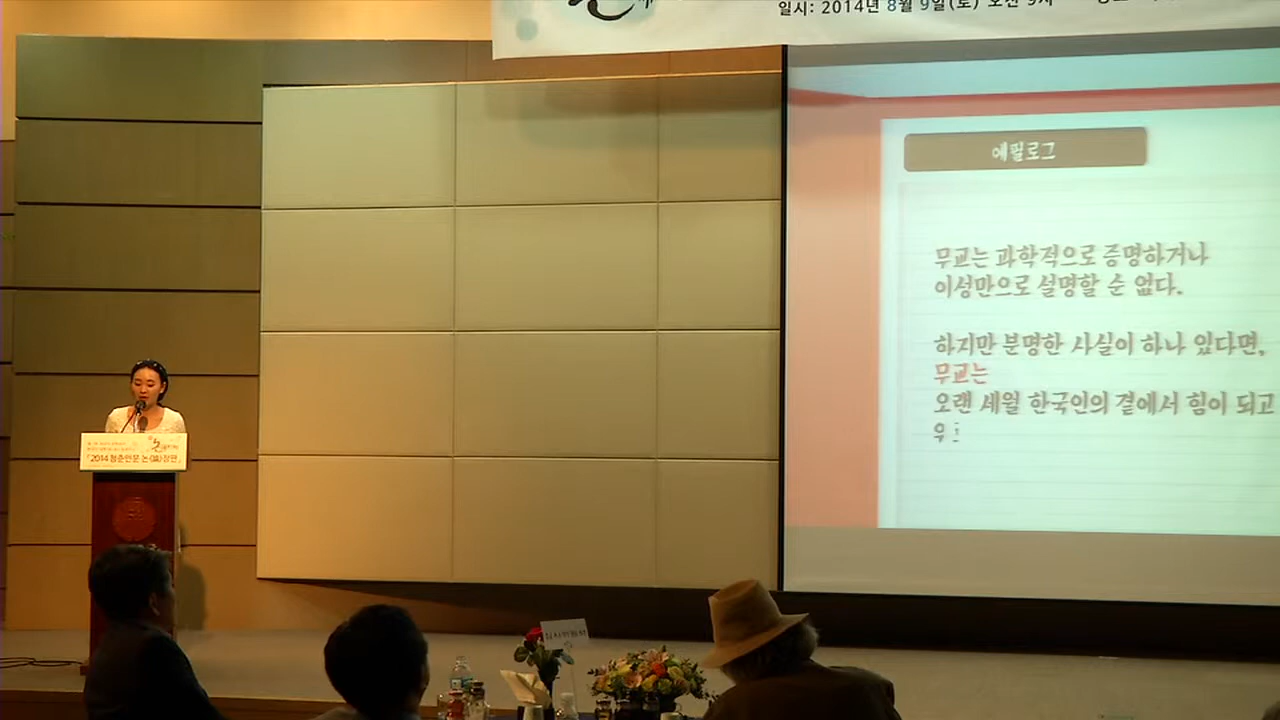 일시: 2014년 8월 9일(토) 오전 9시
에필로그
무교는 과학적으로 증명하거나
이성만으로 설명할 순 없다.
하지만 분명한 사실이 하나 있다면,
무교는
오랜 세월 한국인의 곁에서 힘이 되고
우
「2014 청춘인문 논(論)장판」